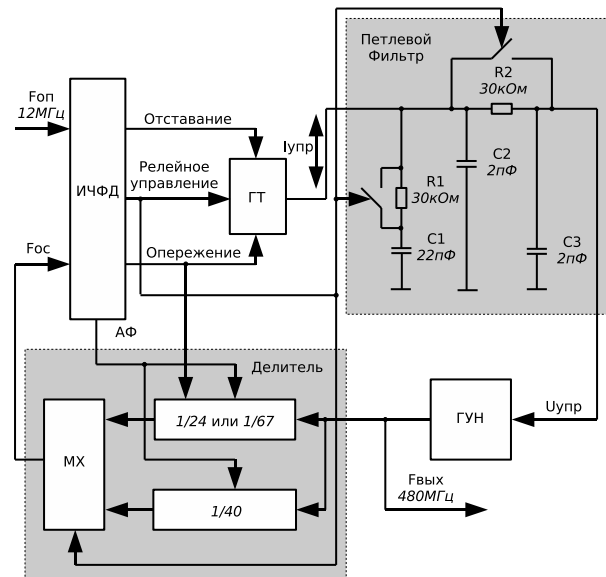 Петлевой
Фильтр
R2
30кОм
Fоп
12МГц
Отставание
Iупр
C2
2пФ
Релейное
управление
ИЧФД
ГТ
R1
30кОм
Fос
Опережение
C1
22пФ
C3
2пФ
АФ
Делитель
1/24 или 1/67
ГУН
Uупр
МХ
Fвых
480МГц
1/40